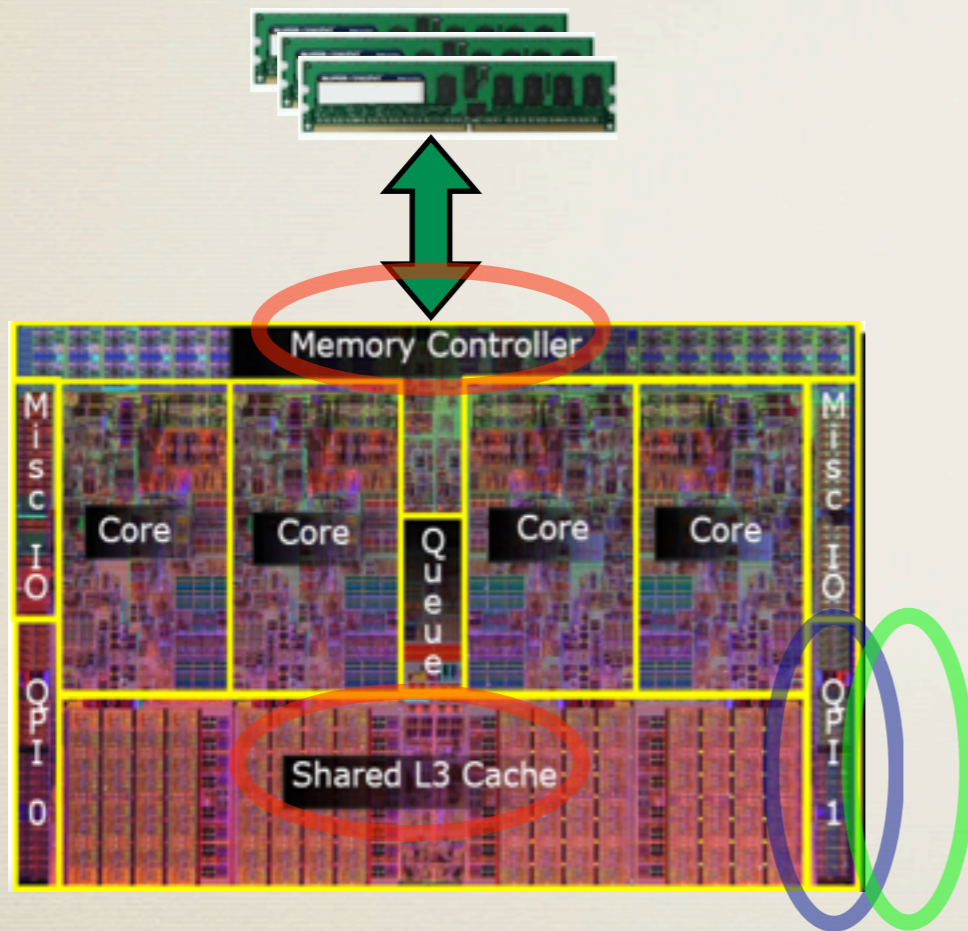 Memory Controller
Misc IO
Core
Core
Queue
Core
Core
Misc IO
QPI 0
Shared L3 Cache
QPI 1